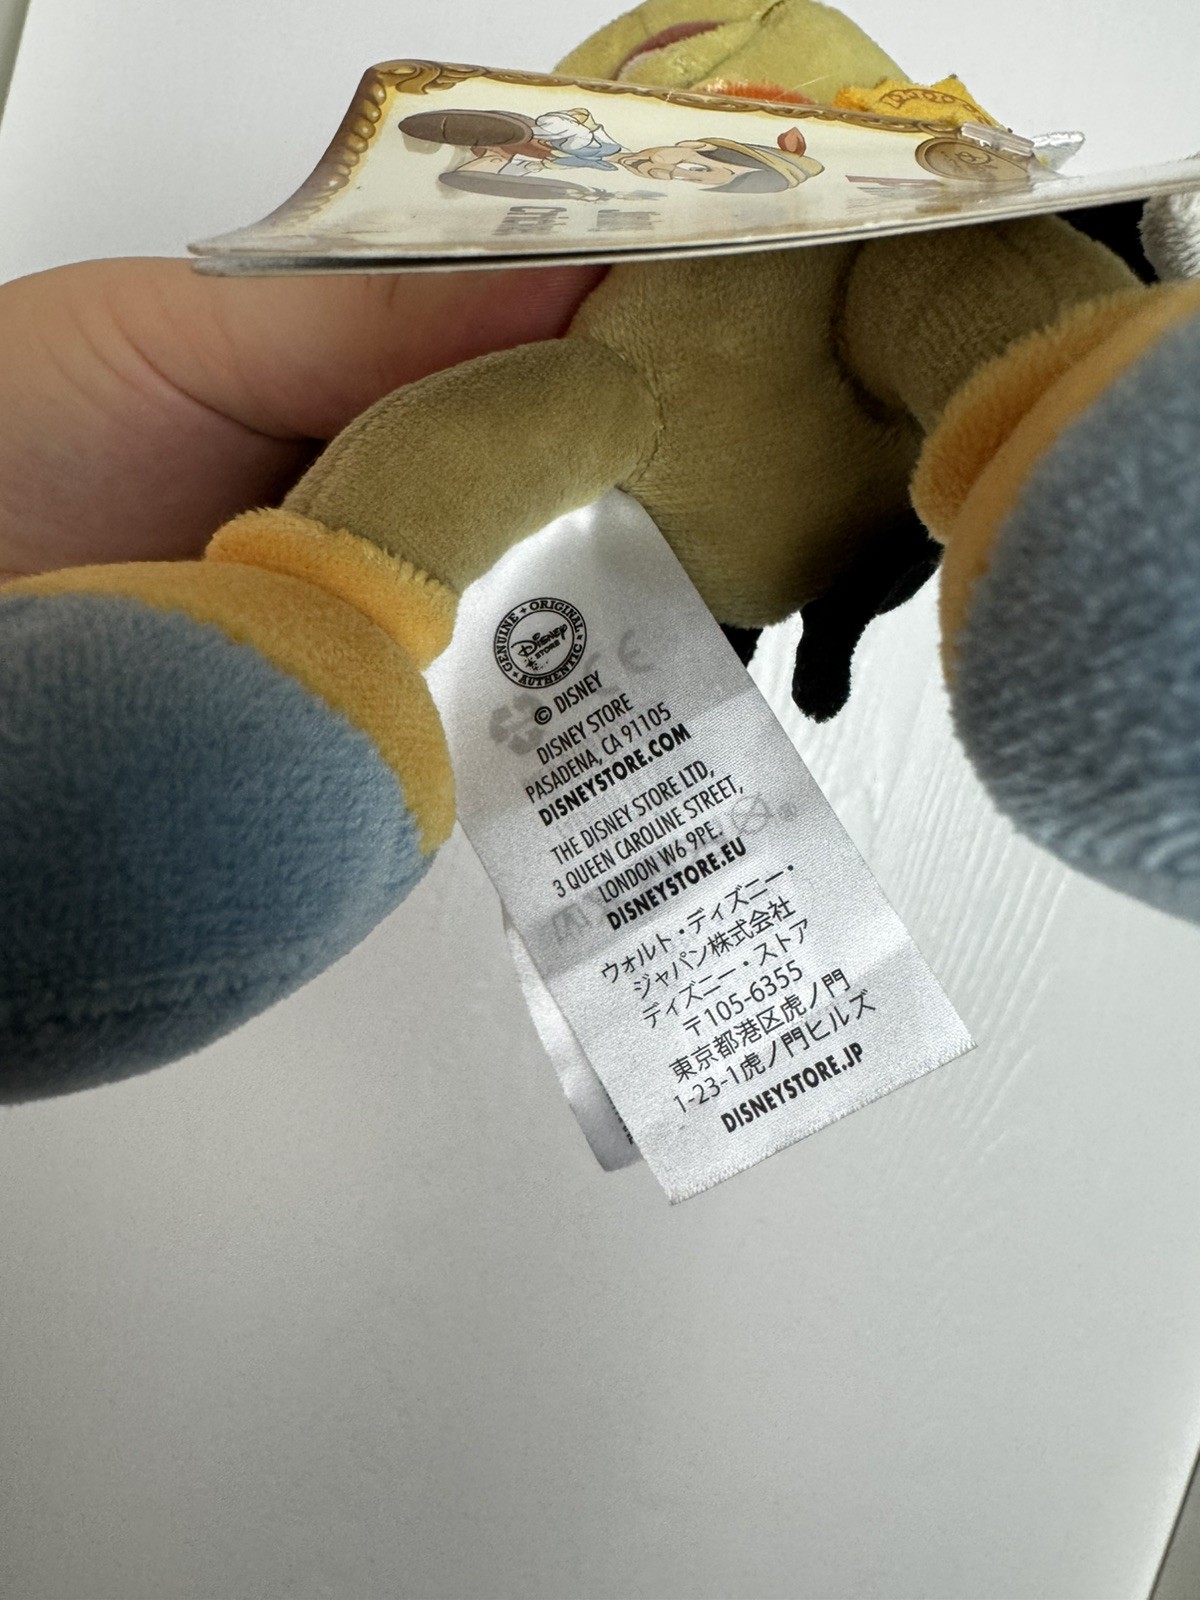 GENUINE ORIGINAL AUTHENTIC
Disney
STORE
© DISNEY
DISNEY STORE
PASADENA, CA 91105
DISNEYSTORE.COM
THE DISNEY STORE LTD,
3 QUEEN CAROLINE STREET,
LONDON W6 9PE.
DISNEYSTORE.EU
ウォルト・ディズニー・
ジャパン株式会社
ディズニー・ストア
〒105-6355
東京都港区虎ノ門
1-23-1虎ノ門ヒルズ
DISNEYSTORE.JP